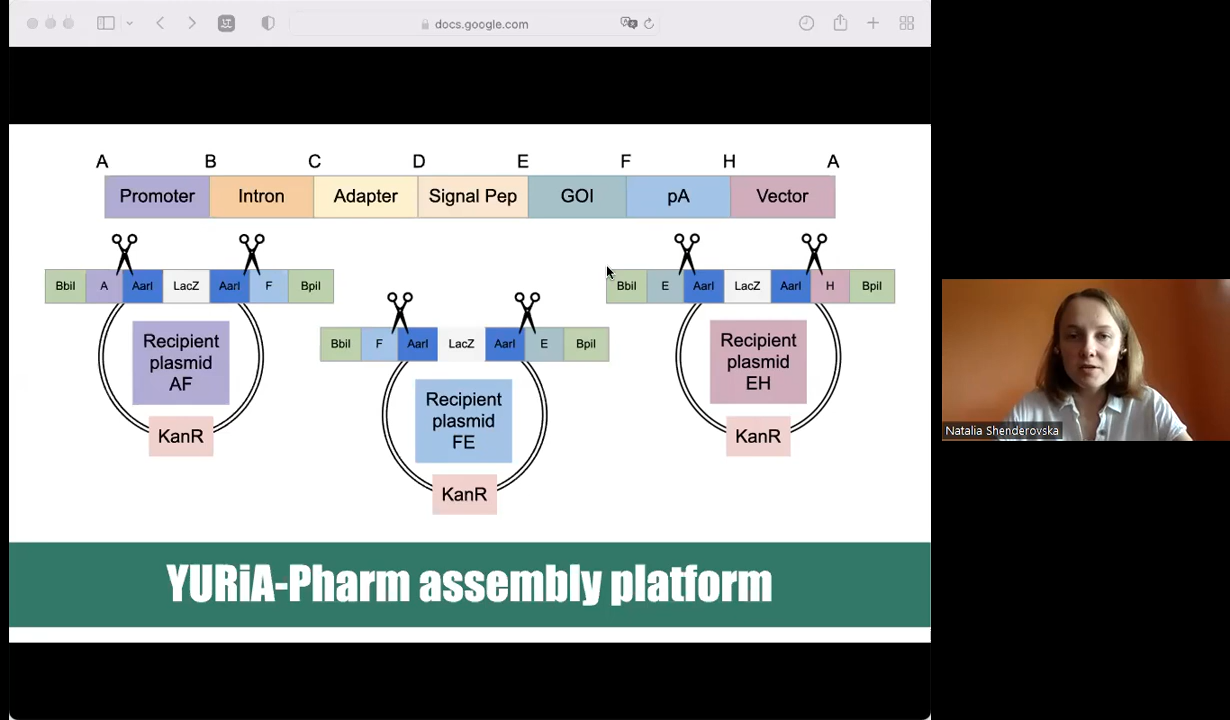 docs.google.com
A B C D E F H A
Promoter Intron Adapter Signal Pep GOI pA Vector
BbiI A AarI LacZ AarI F BpiI
BbiI E AarI LacZ AarI H BpiI
BbiI F AarI LacZ AarI E BpiI
Recipient
plasmid
AF
KanR
Recipient
plasmid
FE
KanR
Recipient
plasmid
EH
KanR
YURiA-Pharm assembly platform
Natalia Shenderovska